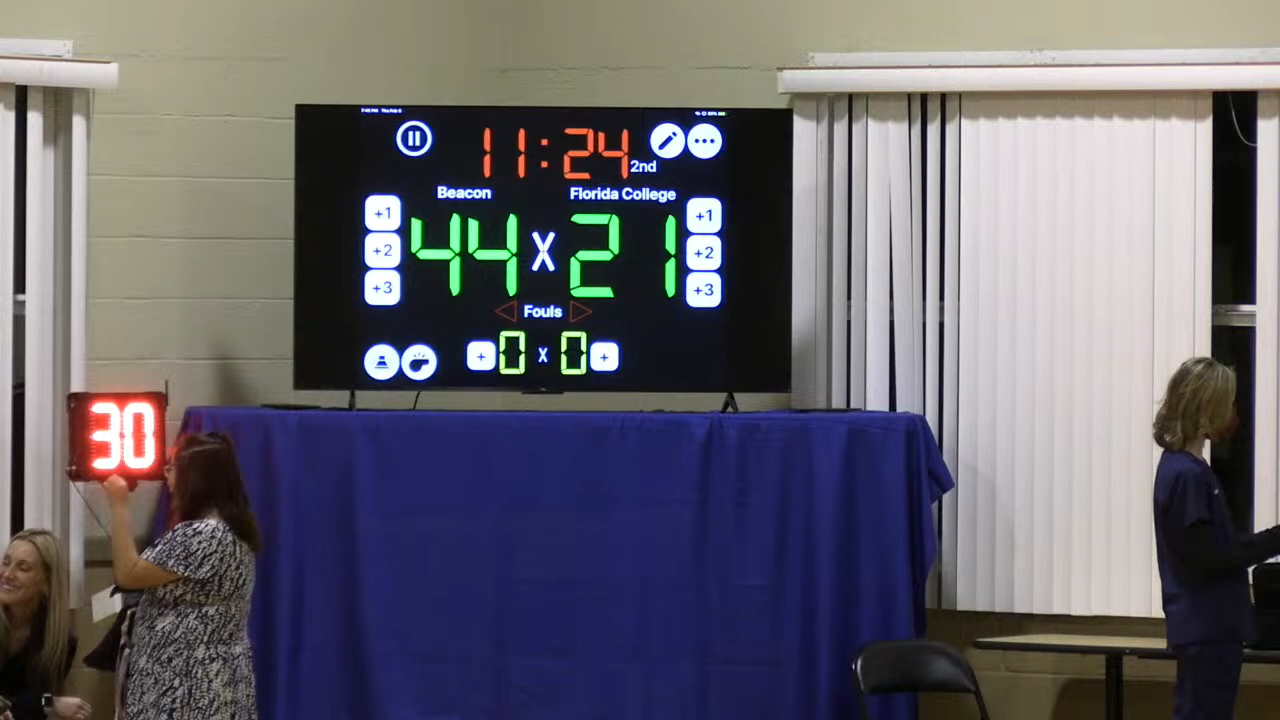 11:24 2nd
Beacon Florida College
+1 +1
44 X 21
+2 +2
+3 +3
Fouls
+ 0 X 0 +
30